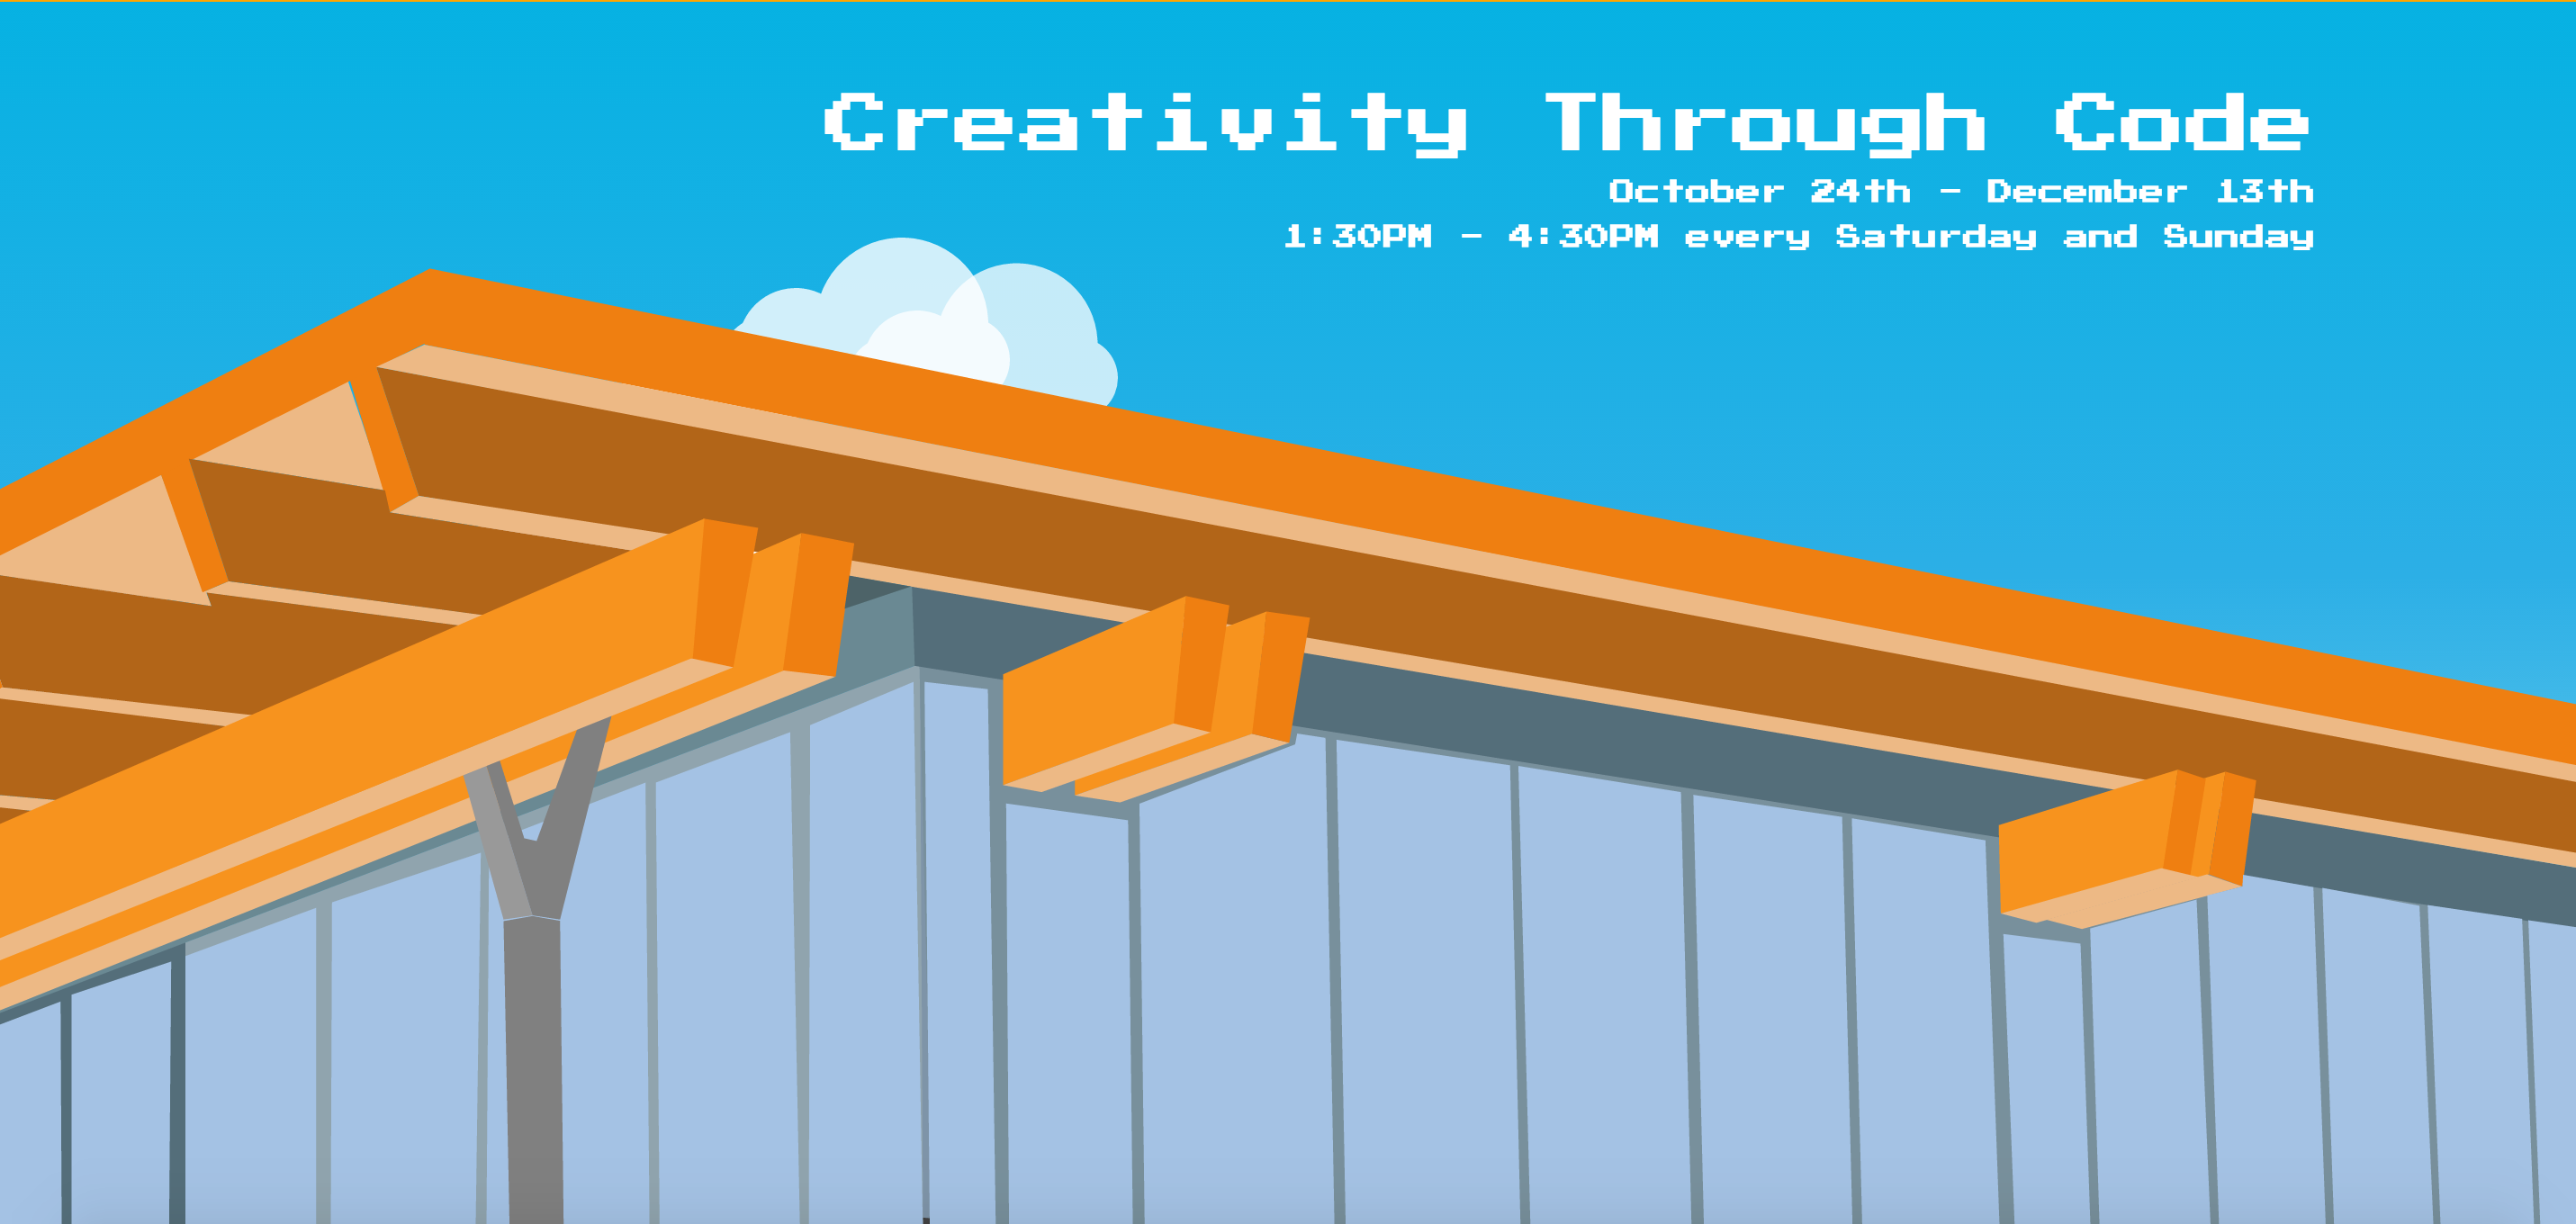 Creativity Through Code
October 24th - December 13th
1:30PM - 4:30PM every Saturday and Sunday